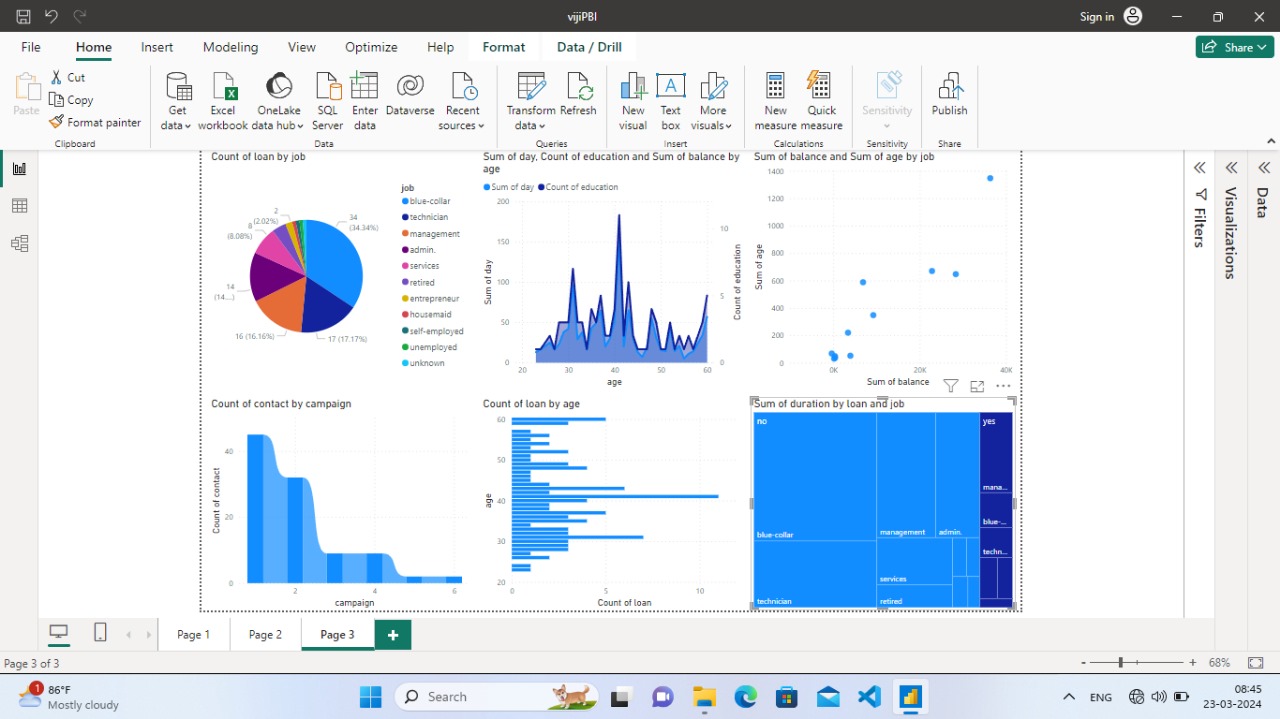 vijiPBI
Sign in
File Home Insert Modeling View Optimize Help Format Data / Drill Share
Paste
Cut
Copy
Format painter
Get data
Excel workbook
OneLake data hub
SQL Server
Enter data
Dataverse
Recent sources
Transform data
Refresh
New visual
Text box
More visuals
New measure
Quick measure
Sensitivity
Publish
Clipboard Data Queries Insert Calculations Sensitivity Share
Count of loan by job
job
blue-collar
technician
management
admin.
services
retired
entrepreneur
housemaid
self-employed
unemployed
unknown
34
(34.34%)
17 (17.17%)
16 (16.16%)
14
(14....)
8
(8.08%)
2
(2.02%)
Sum of day, Count of education and Sum of balance by
age
Sum of day Count of education
Sum of day
200
150
100
50
0
Count of education
10
5
0
20 30 40 50 60
age
Sum of balance and Sum of age by job
Sum of age
1400
1200
1000
800
600
400
200
0
0K 20K 40K
Sum of balance
Count of contact by campaign
Count of contact
40
20
0
2 4 6
campaign
Count of loan by age
age
60
50
40
30
20
0 5 10
Count of loan
Sum of duration by loan and job
no
blue-collar
technician
management
admin.
services
retired
yes
mana...
blue-...
techn...
Filters
Visualizations
Data
Page 1 Page 2 Page 3 +
Page 3 of 3
- + 68%
1
86°F
Mostly cloudy
Search
ENG
08:45
23-03-2024